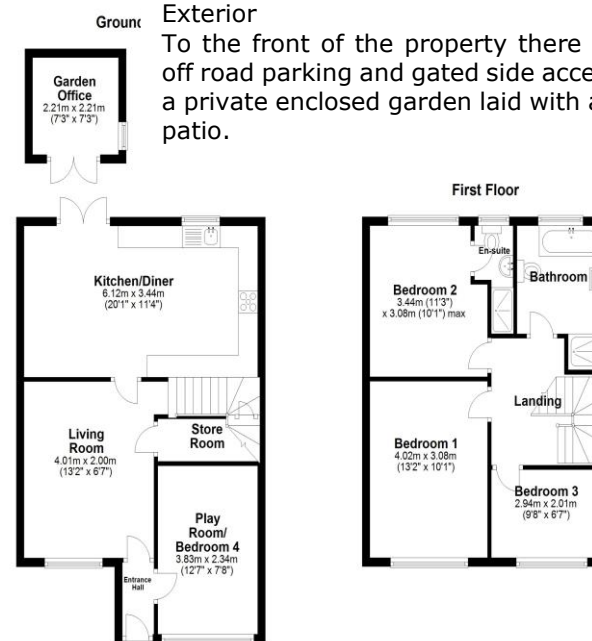 Ground
Exterior
To the front of the property there
off road parking and gated side acce
a private enclosed garden laid with a
patio.
Garden
Office
2.21m x 2.21m
(7'3" x 7'3")
Kitchen/Diner
6.12m x 3.44m
(20'1" x 11'4")
Living
Room
4.01m x 2.00m
(13'2" x 6'7")
Store
Room
Play
Room/
Bedroom 4
3.83m x 2.34m
(12'7" x 7'8")
Entrance
Hall
First Floor
Bedroom 2
3.44m (11'3")
x 3.08m (10'1") max
En-suite
Bathroom
Landing
Bedroom 1
4.02m x 3.08m
(13'2" x 10'1")
Bedroom 3
2.94m x 2.01m
(9'8" x 6'7")